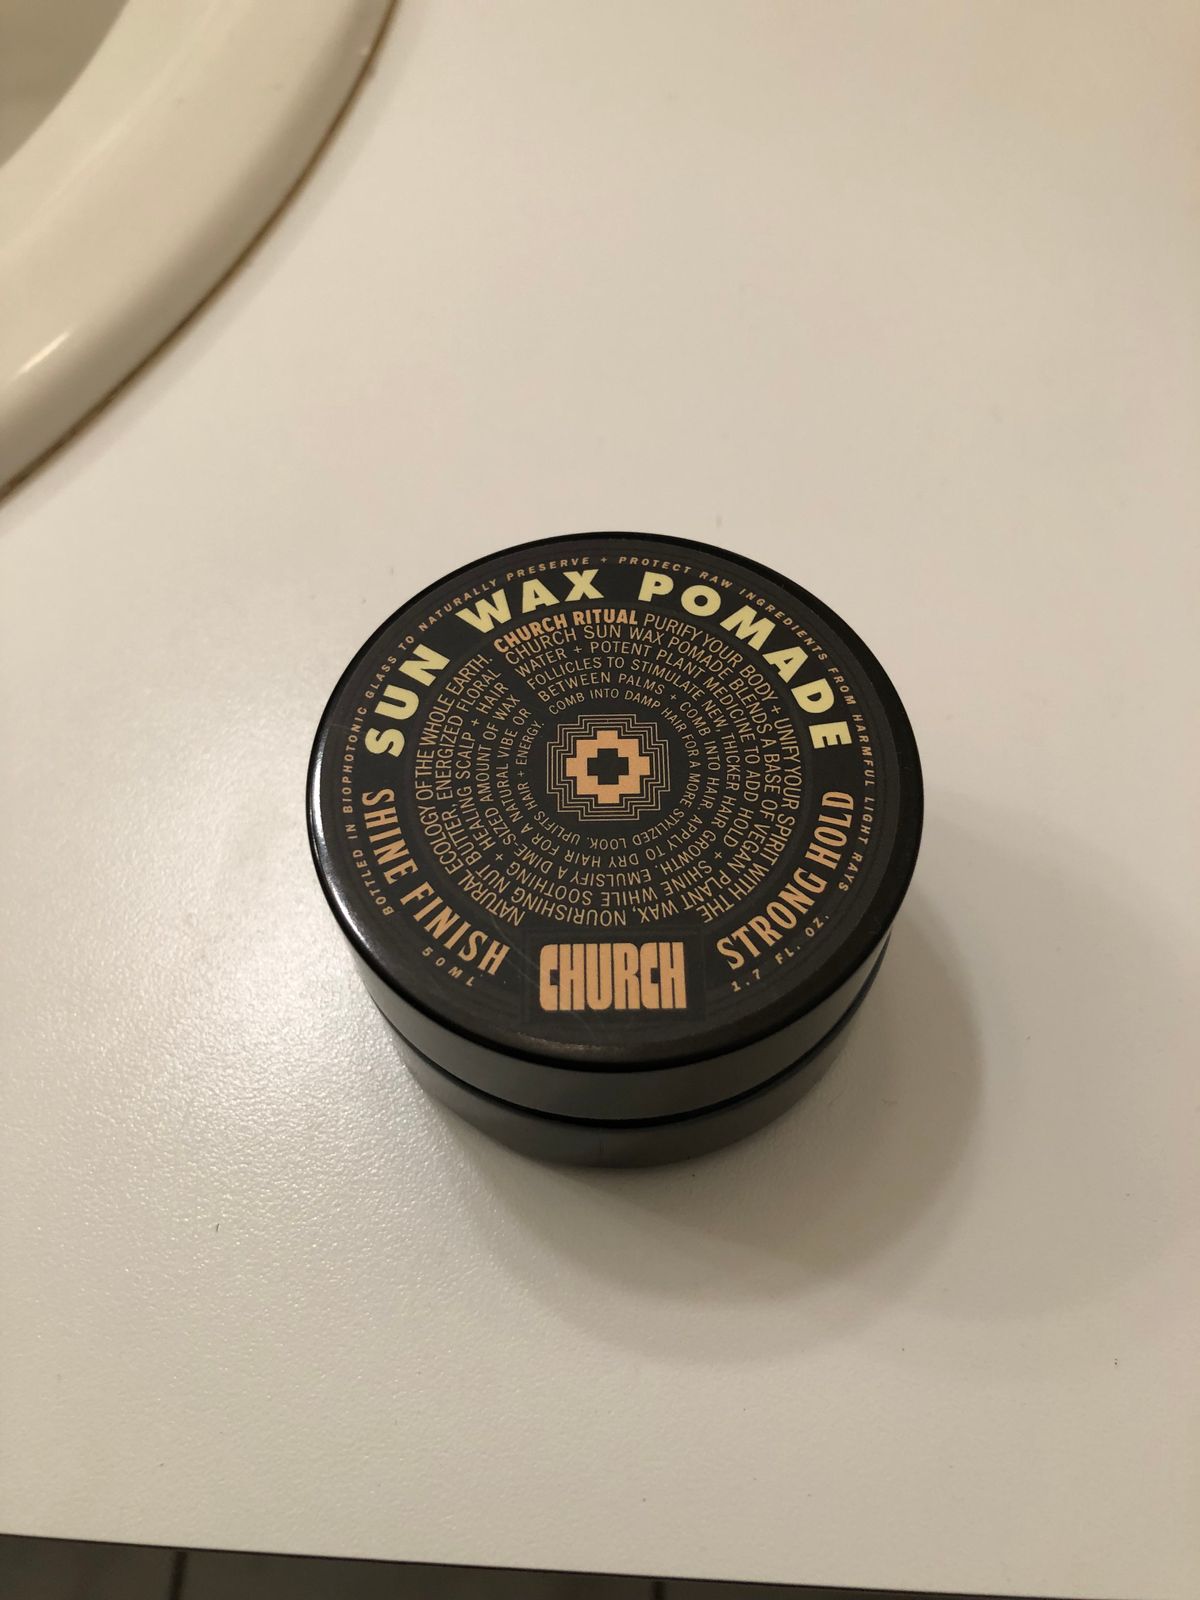 BOTTLED IN BIOPHOTONIC GLASS TO NATURALLY PRESERVE + PROTECT RAW INGREDIENTS FROM HARMFUL LIGHT RAYS
SUN WAX POMADE
CHURCH RITUAL PURIFY YOUR BODY + UNIFY YOUR SPIRIT WITH THE NATURAL ECOLOGY OF THE WHOLE EARTH.
CHURCH SUN WAX POMADE BLENDS A BASE OF VEGAN PLANT WAX, NOURISHING NUT BUTTER, ENERGIZED FLORAL
WATER + POTENT PLANT MEDICINE TO ADD HOLD + SHINE WHILE SOOTHING + HEALING SCALP + HAIR
FOLLICLES TO STIMULATE NEW, THICKER HAIR GROWTH. EMULSIFY A DIME-SIZED AMOUNT OF WAX
BETWEEN PALMS + COMB INTO HAIR. APPLY TO DRY HAIR FOR A NATURAL VIBE OR
COMB INTO DAMP HAIR FOR A MORE STYLIZED LOOK. UPLIFTS HAIR + ENERGY.
SHINE FINISH
STRONG HOLD
50ML
CHURCH
1.7 FL. OZ.